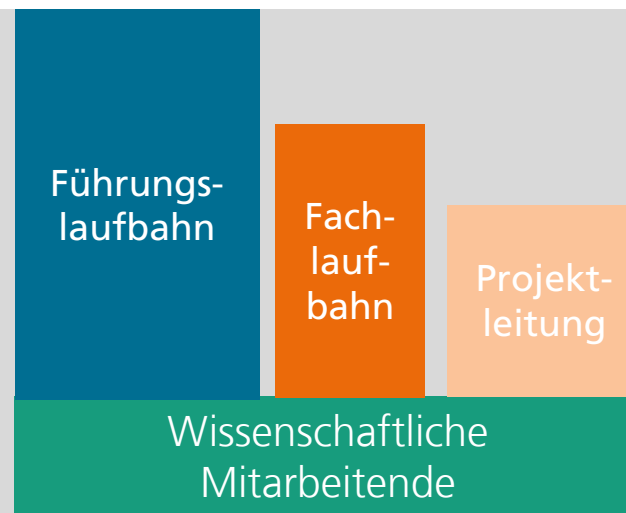 Führungs-
laufbahn
Fach-
lauf-
bahn
Projekt-
leitung
Wissenschaftliche
Mitarbeitende